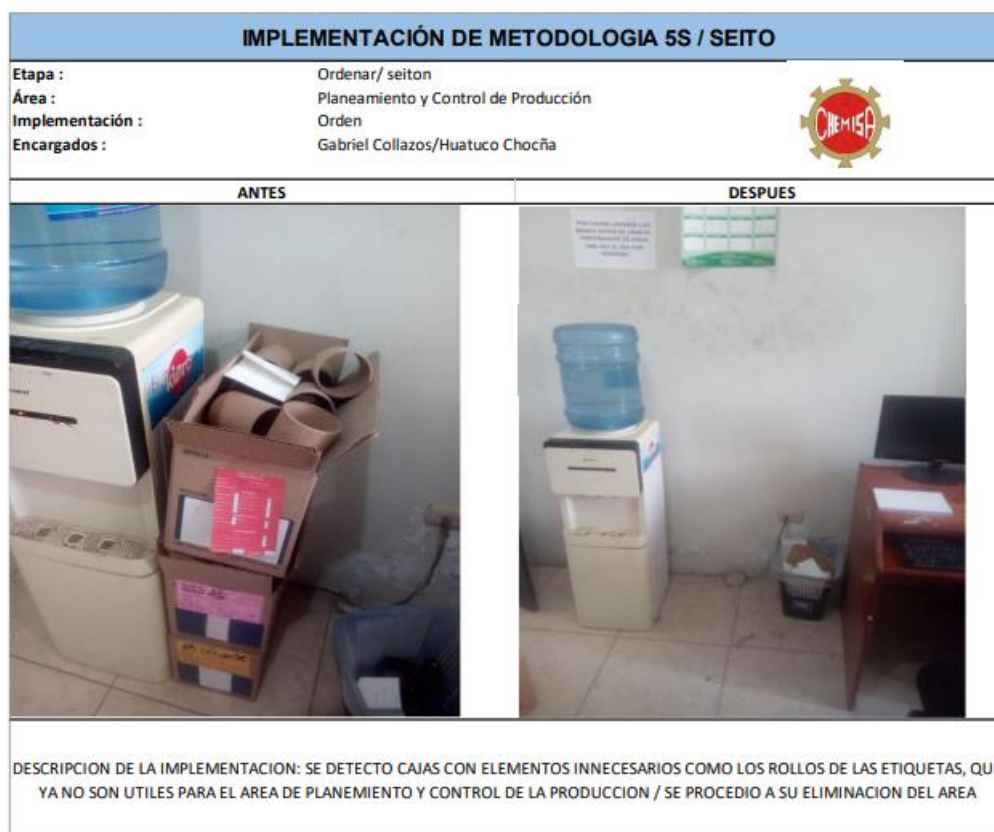 IMPLEMENTACIÓN DE METODOLOGIA 5S / SEITO
Etapa : Ordenar/ seiton
Área : Planeamiento y Control de Producción
Implementación : Orden
Encargados : Gabriel Collazos/Huatuco Chocña
CHEMISA
ANTES DESPUES
DESCRIPCION DE LA IMPLEMENTACION: SE DETECTO CAJAS CON ELEMENTOS INNECESARIOS COMO LOS ROLLOS DE LAS ETIQUETAS, QU
YA NO SON UTILES PARA EL AREA DE PLANEMIENTO Y CONTROL DE LA PRODUCCION / SE PROCEDIO A SU ELIMINACION DEL AREA